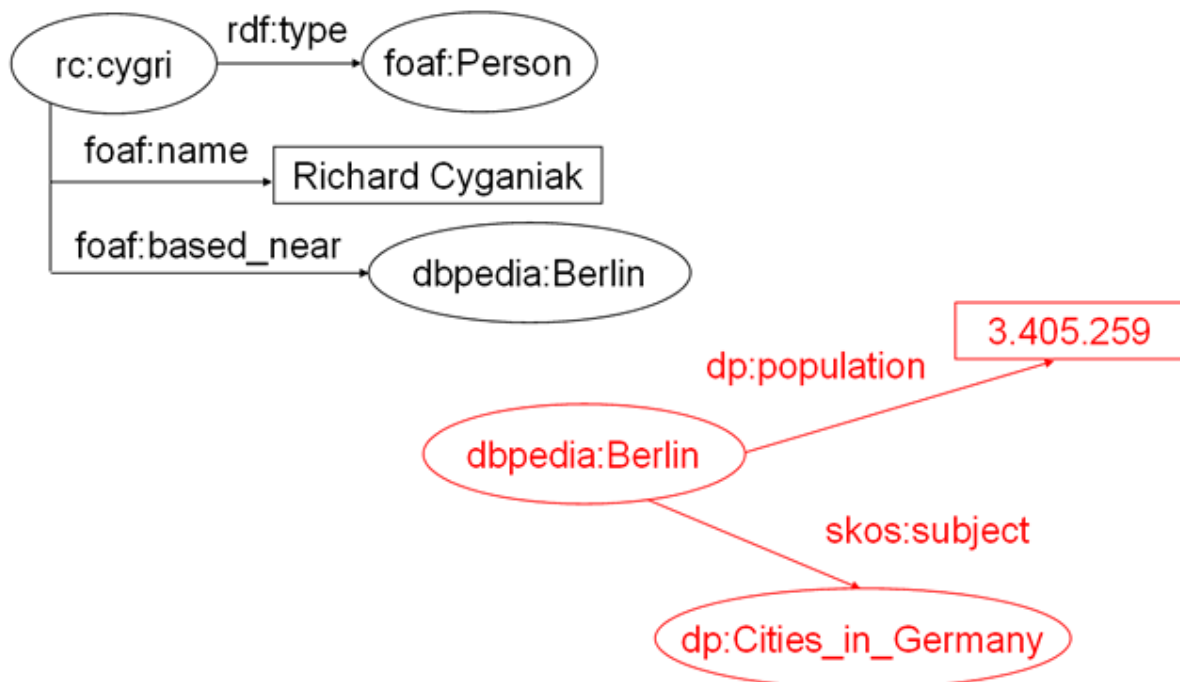 rdf:type
rc:cygri
foaf:Person
foaf:name
Richard Cyganiak
foaf:based_near
dbpedia:Berlin
3.405.259
dp:population
dbpedia:Berlin
skos:subject
dp:Cities_in_Germany